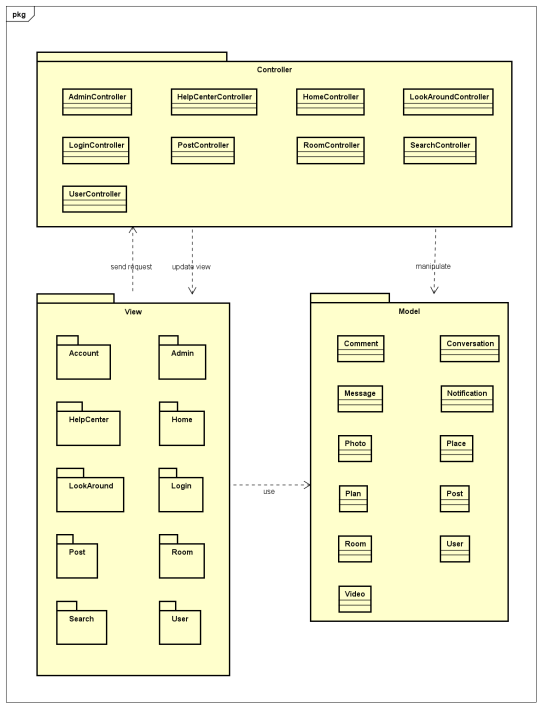 pkg
Controller
AdminController
HelpCenterController
HomeController
LookAroundController
LoginController
PostController
RoomController
SearchController
UserController
send request
update view
manipulate
View
Account
Admin
HelpCenter
Home
LookAround
Login
Post
Room
Search
User
use
Model
Comment
Conversation
Message
Notification
Photo
Place
Plan
Post
Room
User
Video